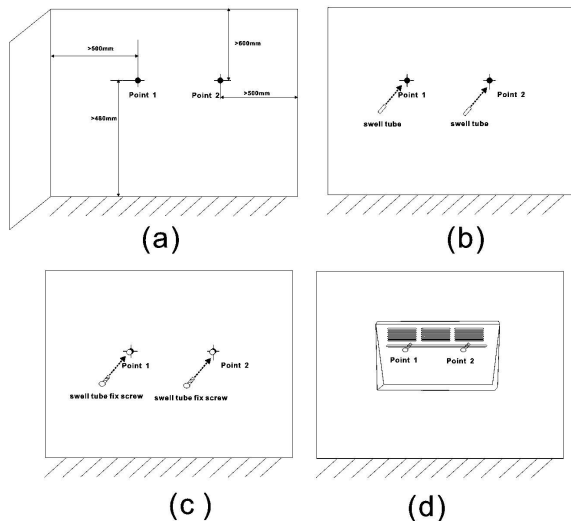 >600mm
>500mm
Point 1
Point 2
>500mm
>450mm
(a)
Point 1
Point 2
swell tube
swell tube
(b)
Point 1
Point 2
swell tube fix screw
swell tube fix screw
(c)
Point 1
Point 2
(d)